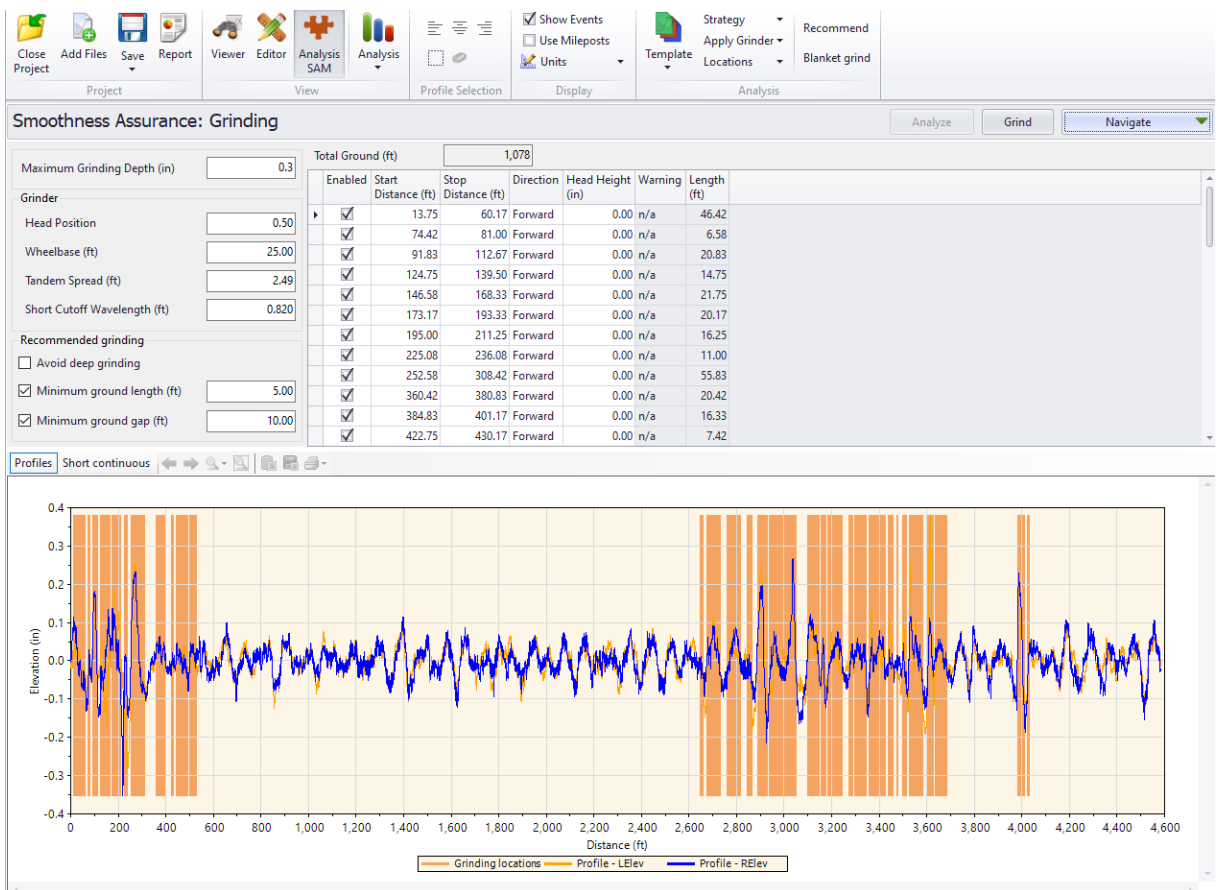 Close Project
Add Files
Save
Report
Viewer
Editor
Analysis SAM
Analysis
Show Events
Use Mileposts
Units
Template
Strategy
Apply Grinder
Locations
Recommend
Blanket grind
Project
View
Profile Selection
Display
Analysis
Smoothness Assurance: Grinding
Analyze
Grind
Navigate
Maximum Grinding Depth (in) 0.3
Grinder
Head Position 0.50
Wheelbase (ft) 25.00
Tandem Spread (ft) 2.49
Short Cutoff Wavelength (ft) 0.820
Recommended grinding
Avoid deep grinding
Minimum ground length (ft) 5.00
Minimum ground gap (ft) 10.00
Total Ground (ft) 1,078
Enabled Start Distance (ft) Stop Distance (ft) Direction Head Height (in) Warning Length (ft)
13.75 60.17 Forward 0.00 n/a 46.42
74.42 81.00 Forward 0.00 n/a 6.58
91.83 112.67 Forward 0.00 n/a 20.83
124.75 139.50 Forward 0.00 n/a 14.75
146.58 168.33 Forward 0.00 n/a 21.75
173.17 193.33 Forward 0.00 n/a 20.17
195.00 211.25 Forward 0.00 n/a 16.25
225.08 236.08 Forward 0.00 n/a 11.00
252.58 308.42 Forward 0.00 n/a 55.83
360.42 380.83 Forward 0.00 n/a 20.42
384.83 401.17 Forward 0.00 n/a 16.33
422.75 430.17 Forward 0.00 n/a 7.42
Profiles Short continuous
0.4
0.3
0.2
0.1
0.0
-0.1
-0.2
-0.3
-0.4
Elevation (in)
0 200 400 600 800 1,000 1,200 1,400 1,600 1,800 2,000 2,200 2,400 2,600 2,800 3,000 3,200 3,400 3,600 3,800 4,000 4,200 4,400 4,600
Distance (ft)
Grinding locations Profile - LElev Profile - RElev